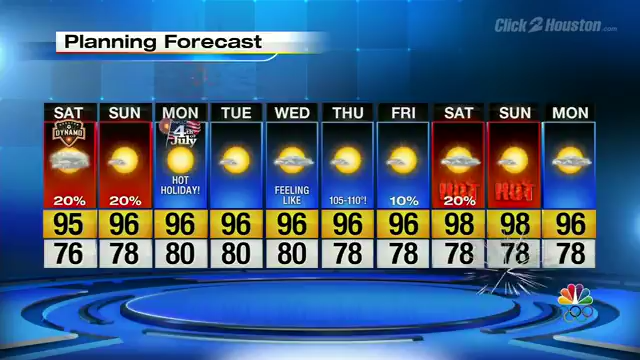 Click2Houston.com
Planning Forecast
SAT SUN MON TUE WED THU FRI SAT SUN MON
DYNAMO
4TH OF
July
HOT
HOLIDAY!
FEELING
LIKE
105-110°!
HOT HOT
20% 20% 10% 20%
95 96 96 96 96 96 96 98 98 96
76 78 80 80 80 78 78 78 78 78